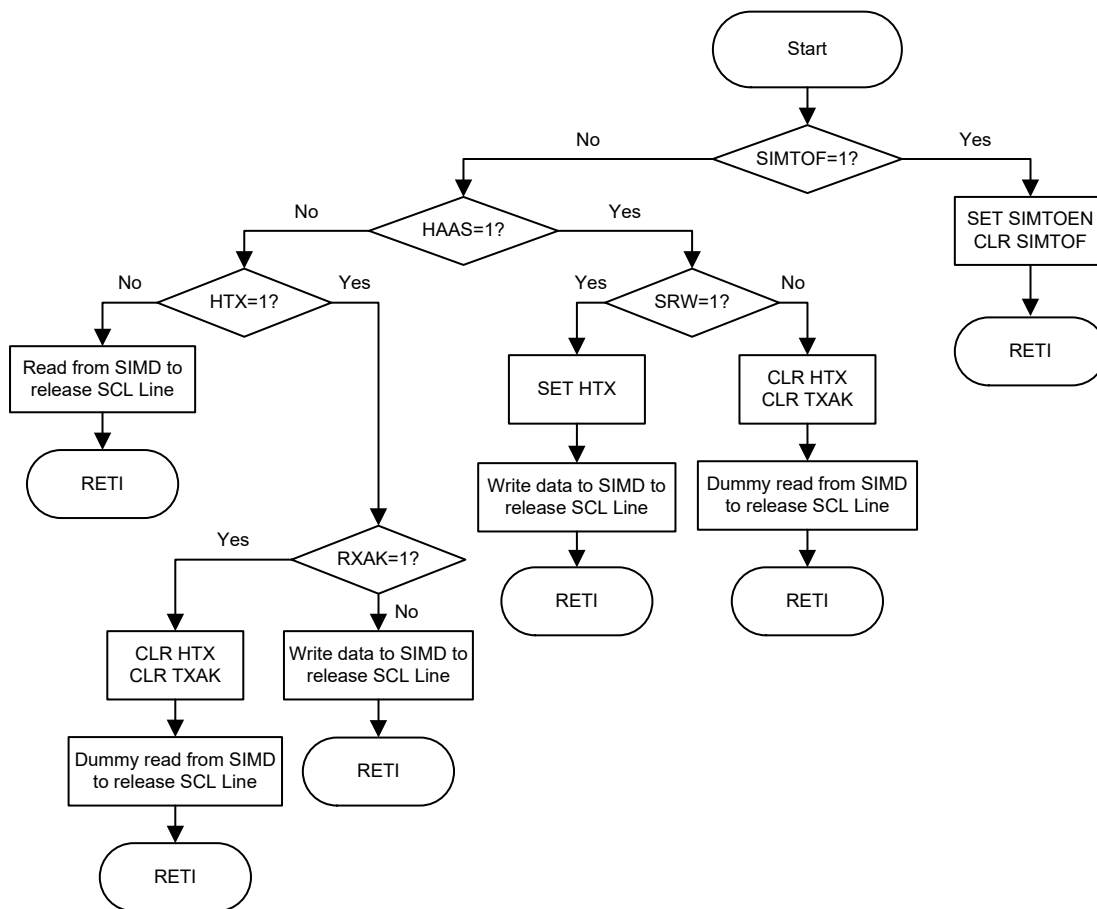 Start
No
Yes
SIMTOF=1?
No
Yes
HAAS=1?
SET SIMTOEN
CLR SIMTOF
No
Yes
HTX=1?
Yes
No
SRW=1?
RETI
Read from SIMD to
release SCL Line
SET HTX
CLR HTX
CLR TXAK
RETI
Write data to SIMD to
release SCL Line
Dummy read from SIMD
to release SCL Line
Yes
RXAK=1?
No
RETI
RETI
CLR HTX
CLR TXAK
Write data to SIMD to
release SCL Line
Dummy read from SIMD
to release SCL Line
RETI
RETI